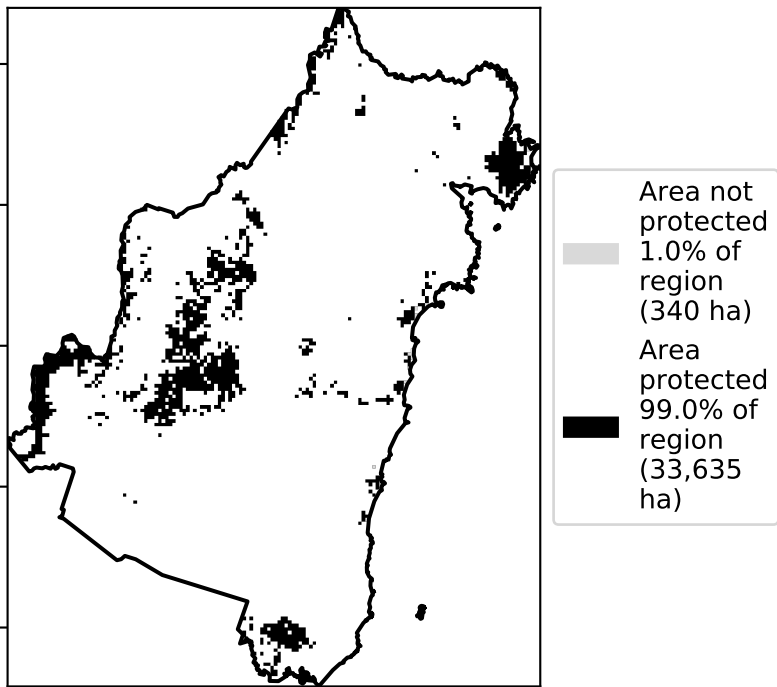 Area not
protected
1.0% of
region
(340 ha)
Area
protected
99.0% of
region
(33,635
ha)